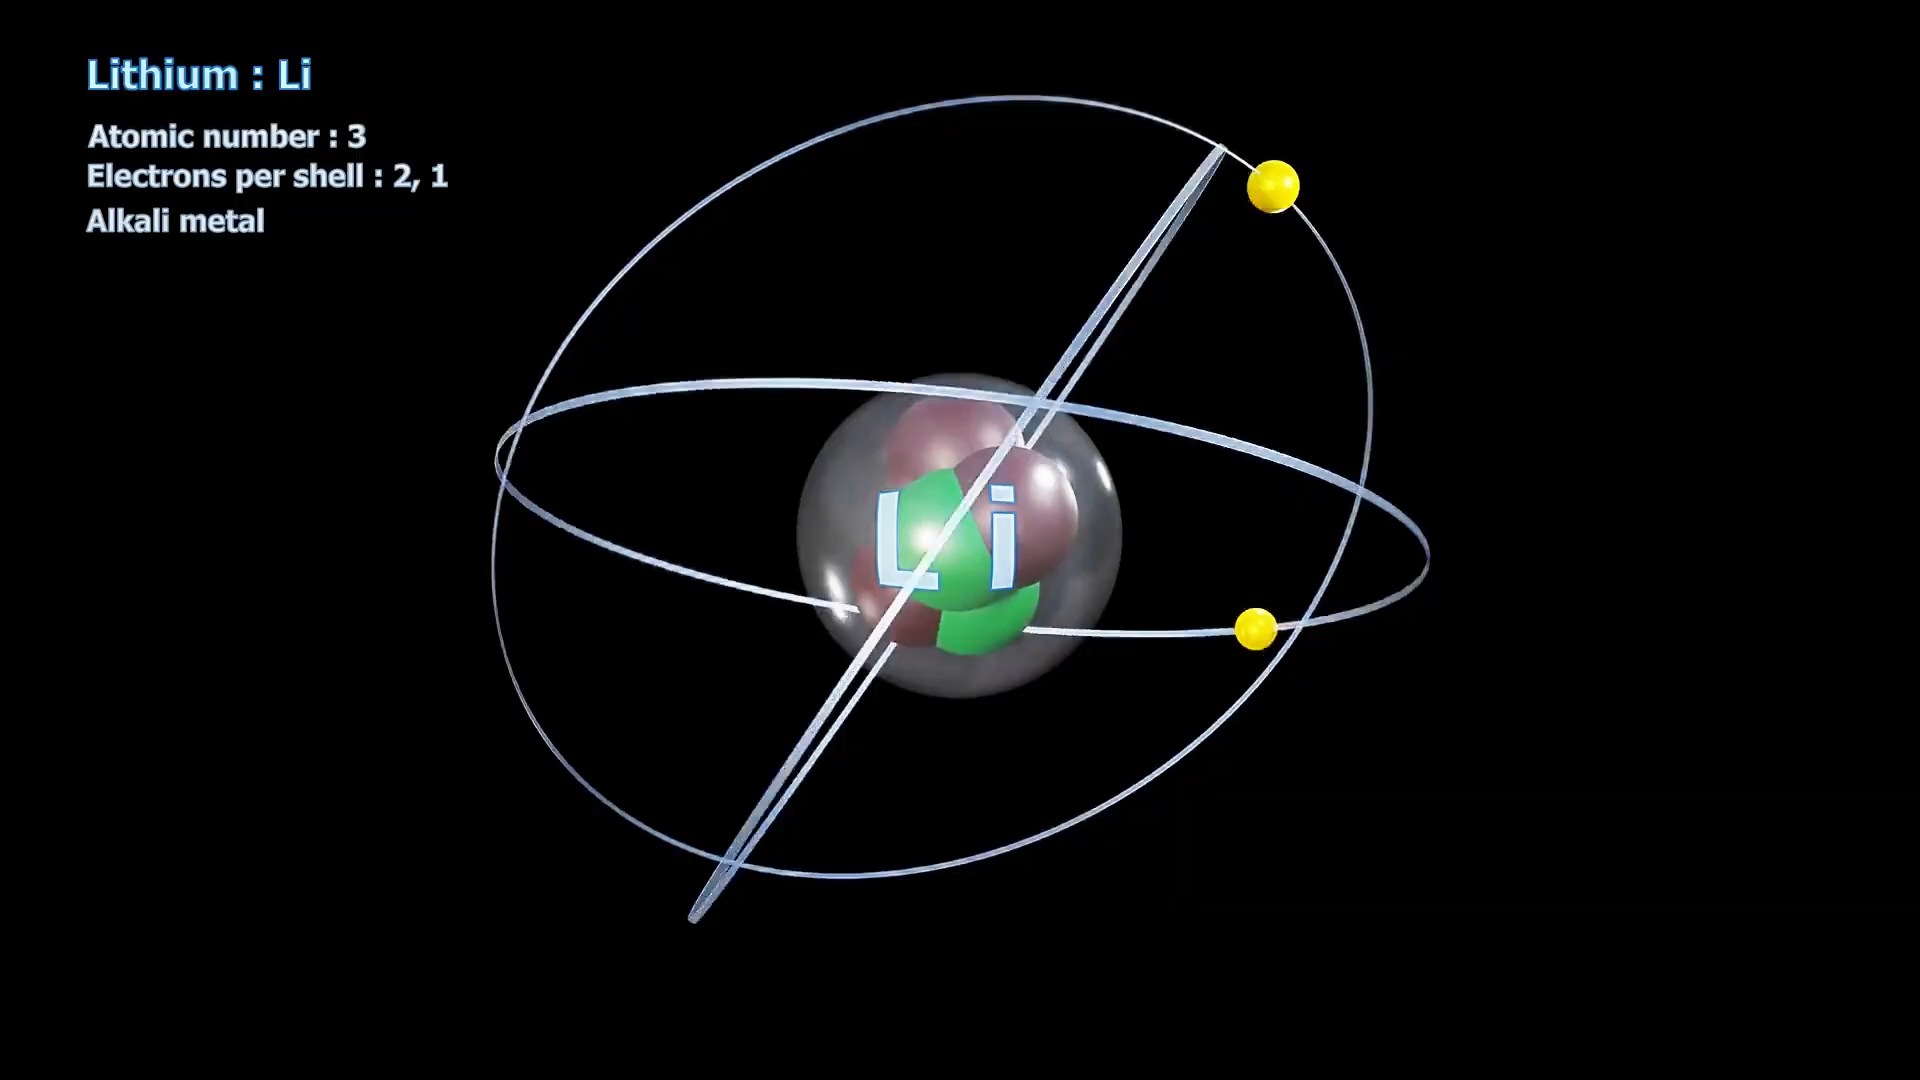 Lithium : Li
Atomic number : 3
Electrons per shell : 2, 1
Alkali metal
Li